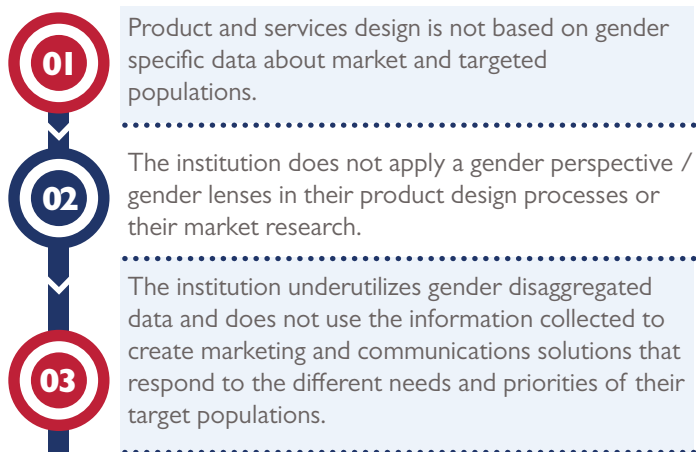 01
Product and services design is not based on gender
specific data about market and targeted
populations.
02
The institution does not apply a gender perspective /
gender lenses in their product design processes or
their market research.
03
The institution underutilizes gender disaggregated
data and does not use the information collected to
create marketing and communications solutions that
respond to the different needs and priorities of their
target populations.